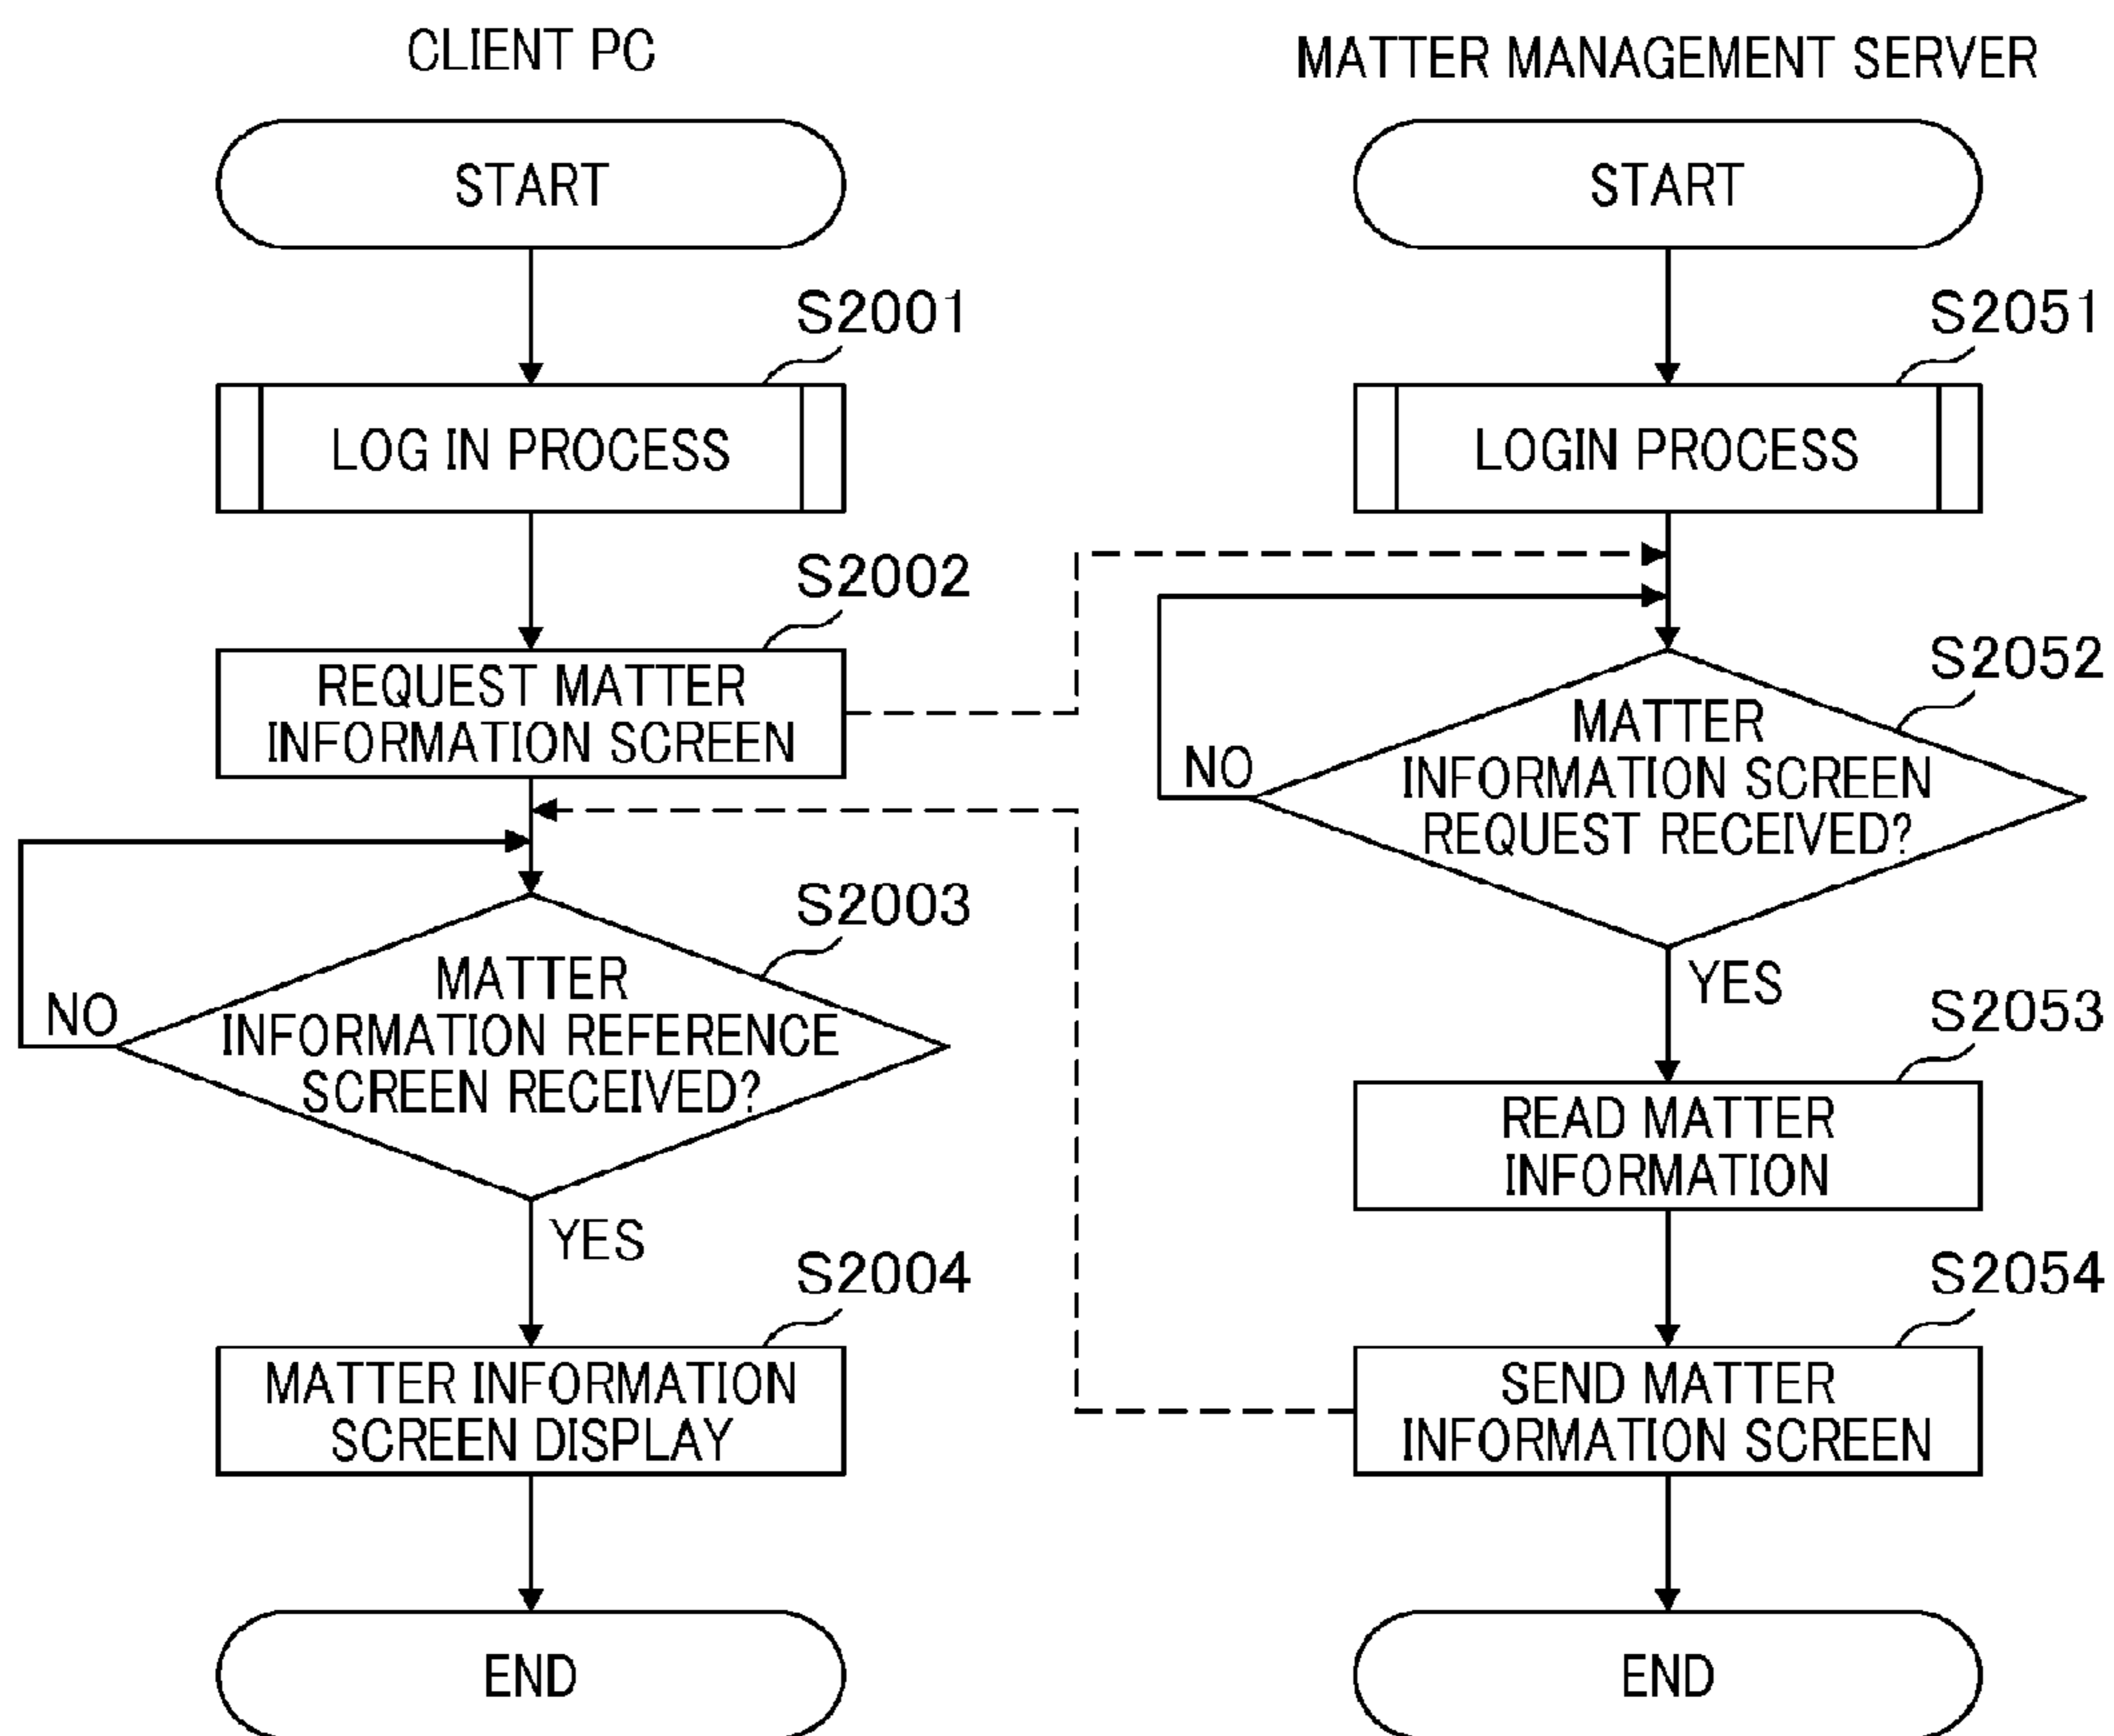 CLIENT PC
START
S2001
LOG IN PROCESS
S2002
REQUEST MATTER
INFORMATION SCREEN
S2003
MATTER
INFORMATION REFERENCE
SCREEN RECEIVED?
NO
YES
S2004
MATTER INFORMATION
SCREEN DISPLAY
END
MATTER MANAGEMENT SERVER
START
S2051
LOGIN PROCESS
S2052
MATTER
INFORMATION SCREEN
REQUEST RECEIVED?
NO
YES
S2053
READ MATTER
INFORMATION
S2054
SEND MATTER
INFORMATION SCREEN
END